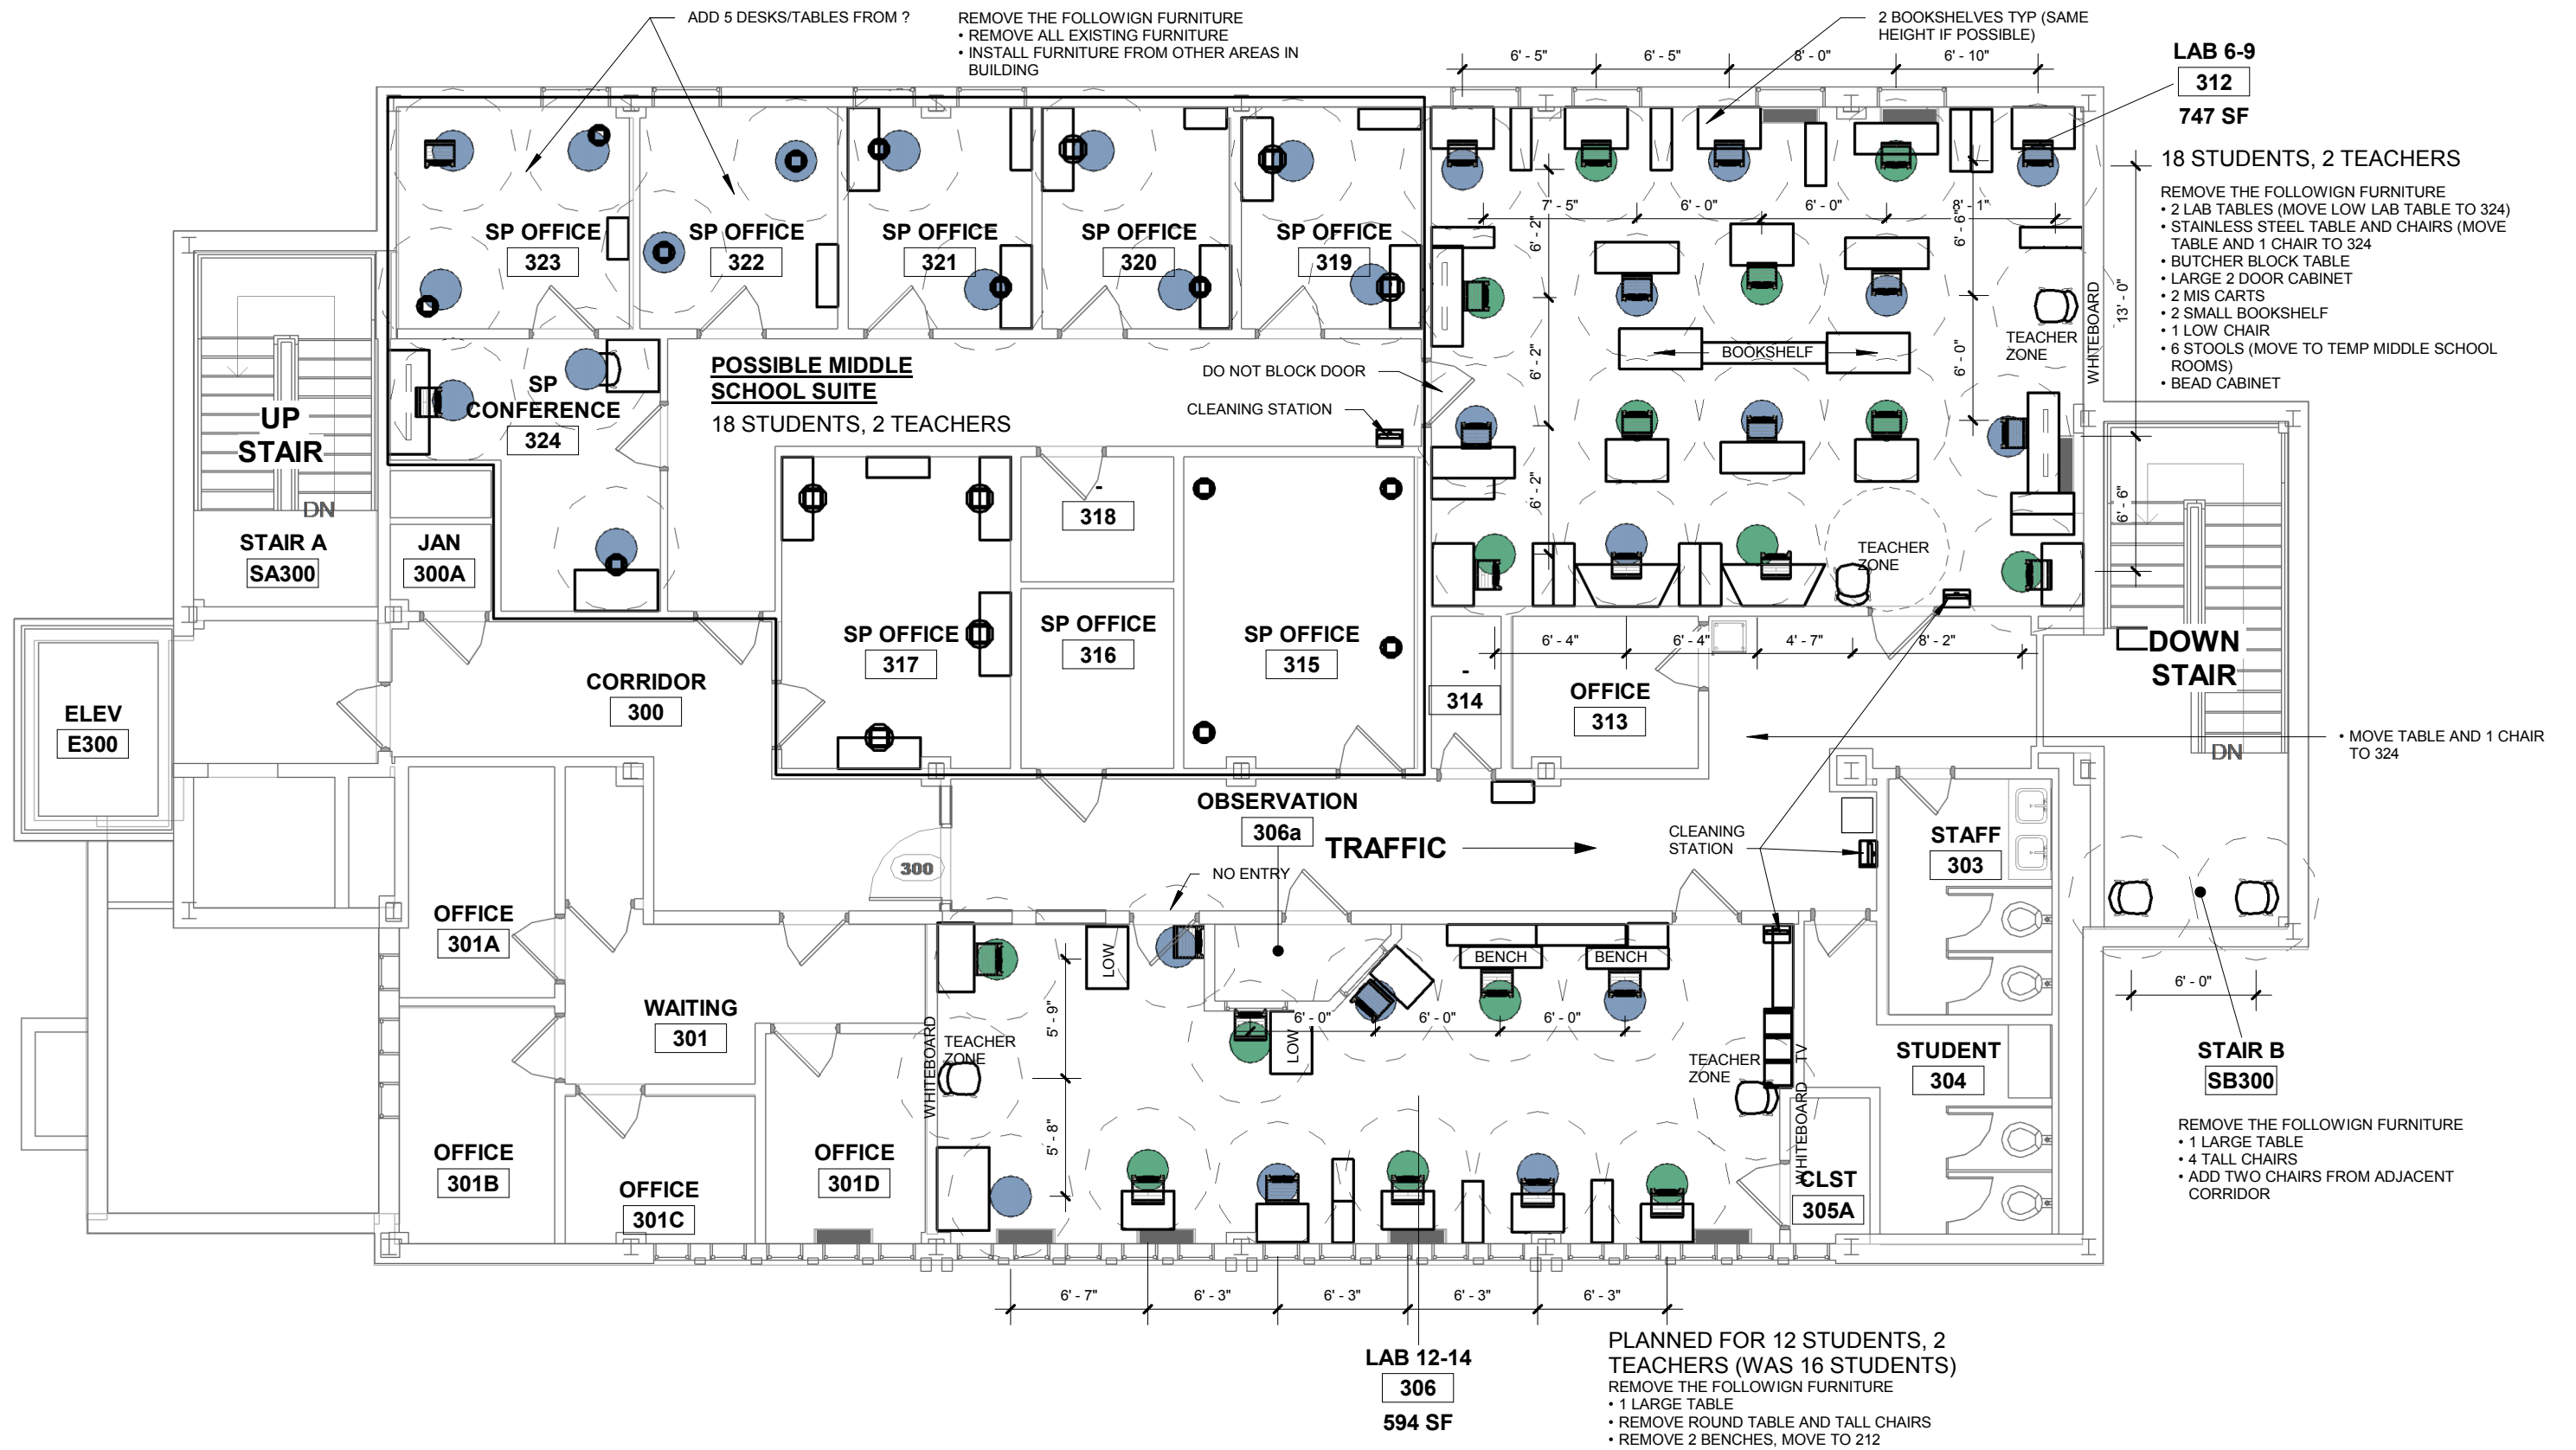 ADD 5 DESKS/TABLES FROM ?
REMOVE THE FOLLOWIGN FURNITURE
• REMOVE ALL EXISTING FURNITURE
• INSTALL FURNITURE FROM OTHER AREAS IN
BUILDING
2 BOOKSHELVES TYP (SAME
HEIGHT IF POSSIBLE)
6' - 5"
6' - 5"
8' - 0"
6' - 10"
LAB 6-9
312
747 SF
18 STUDENTS, 2 TEACHERS
REMOVE THE FOLLOWIGN FURNITURE
• 2 LAB TABLES (MOVE LOW LAB TABLE TO 324)
• STAINLESS STEEL TABLE AND CHAIRS (MOVE
TABLE AND 1 CHAIR TO 324
• BUTCHER BLOCK TABLE
• LARGE 2 DOOR CABINET
• 2 MIS CARTS
• 2 SMALL BOOKSHELF
• 1 LOW CHAIR
• 6 STOOLS (MOVE TO TEMP MIDDLE SCHOOL
ROOMS)
• BEAD CABINET
SP OFFICE
323
SP OFFICE
322
SP OFFICE
321
SP OFFICE
320
SP OFFICE
319
7' - 5"
6' - 0"
6' - 0"
8' - 1"
6' - 2"
6' - 2"
6' - 2"
6' - 6"
6' - 0"
13' - 0"
6' - 6"
WHITEBOARD
TEACHER
ZONE
BOOKSHELF
UP
STAIR
DN
SP
CONFERENCE
324
POSSIBLE MIDDLE
SCHOOL SUITE
18 STUDENTS, 2 TEACHERS
DO NOT BLOCK DOOR
CLEANING STATION
STAIR A
SA300
JAN
300A
-
318
TEACHER
ZONE
SP OFFICE
317
SP OFFICE
316
SP OFFICE
315
6' - 4"
6' - 4"
4' - 7"
8' - 2"
-
314
OFFICE
313
DOWN
STAIR
DN
ELEV
E300
CORRIDOR
300
• MOVE TABLE AND 1 CHAIR
TO 324
OBSERVATION
306a
TRAFFIC
300
NO ENTRY
CLEANING
STATION
STAFF
303
OFFICE
301A
LOW
BENCH
BENCH
WAITING
301
WHITEBOARD
TEACHER
ZONE
5' - 9"
5' - 8"
6' - 0"
6' - 0"
6' - 0"
LOW
TEACHER
ZONE
TV
WHITEBOARD
STUDENT
304
6' - 0"
STAIR B
SB300
REMOVE THE FOLLOWIGN FURNITURE
• 1 LARGE TABLE
• 4 TALL CHAIRS
• ADD TWO CHAIRS FROM ADJACENT
CORRIDOR
OFFICE
301B
OFFICE
301C
OFFICE
301D
CLST
305A
6' - 7"
6' - 3"
6' - 3"
6' - 3"
6' - 3"
LAB 12-14
306
594 SF
PLANNED FOR 12 STUDENTS, 2
TEACHERS (WAS 16 STUDENTS)
REMOVE THE FOLLOWIGN FURNITURE
• 1 LARGE TABLE
• REMOVE ROUND TABLE AND TALL CHAIRS
• REMOVE 2 BENCHES, MOVE TO 212